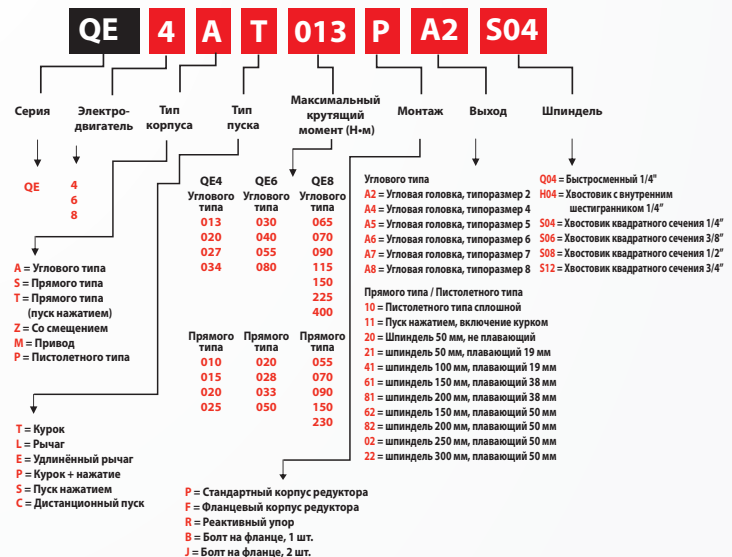 QE 4 A T 013 P A2 S04
Серия
Электро-
двигатель
Тип
корпуса
Тип
пуска
Максимальный
крутящий
момент (Н•м)
Монтаж
Выход
Шпиндель
QE
4
6
8
A = Углового типа
S = Прямого типа
T = Прямого типа
(пуск нажатием)
Z = Со смещением
M = Привод
P = Пистолетного типа
T = Курок
L = Рычаг
E = Удлинённый рычаг
P = Курок + нажатие
S = Пуск нажатием
C = Дистанционный пуск
QE4 QE6 QE8
Углового Углового Углового
типа типа типа
013 030 065
020 040 070
027 055 090
034 080 115
150
225
400
Прямого Прямого Прямого
типа типа типа
010 020 055
015 028 070
020 033 090
025 050 150
230
P = Стандартный корпус редуктора
F = Фланцевый корпус редуктора
R = Реактивный упор
B = Болт на фланце, 1 шт.
J = Болт на фланце, 2 шт.
Углового типа
A2 = Угловая головка, типоразмер 2
A4 = Угловая головка, типоразмер 4
A5 = Угловая головка, типоразмер 5
A6 = Угловая головка, типоразмер 6
A7 = Угловая головка, типоразмер 7
A8 = Угловая головка, типоразмер 8
Прямого типа / Пистолетного типа
10 = Пистолетного типа сплошной
11 = Пуск нажатием, включение курком
20 = Шпиндель 50 мм, не плавающий
21 = шпиндель 50 мм, плавающий 19 мм
41 = шпиндель 100 мм, плавающий 19 мм
61 = шпиндель 150 мм, плавающий 38 мм
81 = шпиндель 200 мм, плавающий 38 мм
62 = шпиндель 150 мм, плавающий 50 мм
82 = шпиндель 200 мм, плавающий 50 мм
02 = шпиндель 250 мм, плавающий 50 мм
22 = шпиндель 300 мм, плавающий 50 мм
Q04 = Быстросменный 1/4"
H04 = Хвостовик с внутренним
шестигранником 1/4"
S04 = Хвостовик квадратного сечения 1/4"
S06 = Хвостовик квадратного сечения 3/8"
S08 = Хвостовик квадратного сечения 1/2"
S12 = Хвостовик квадратного сечения 3/4"